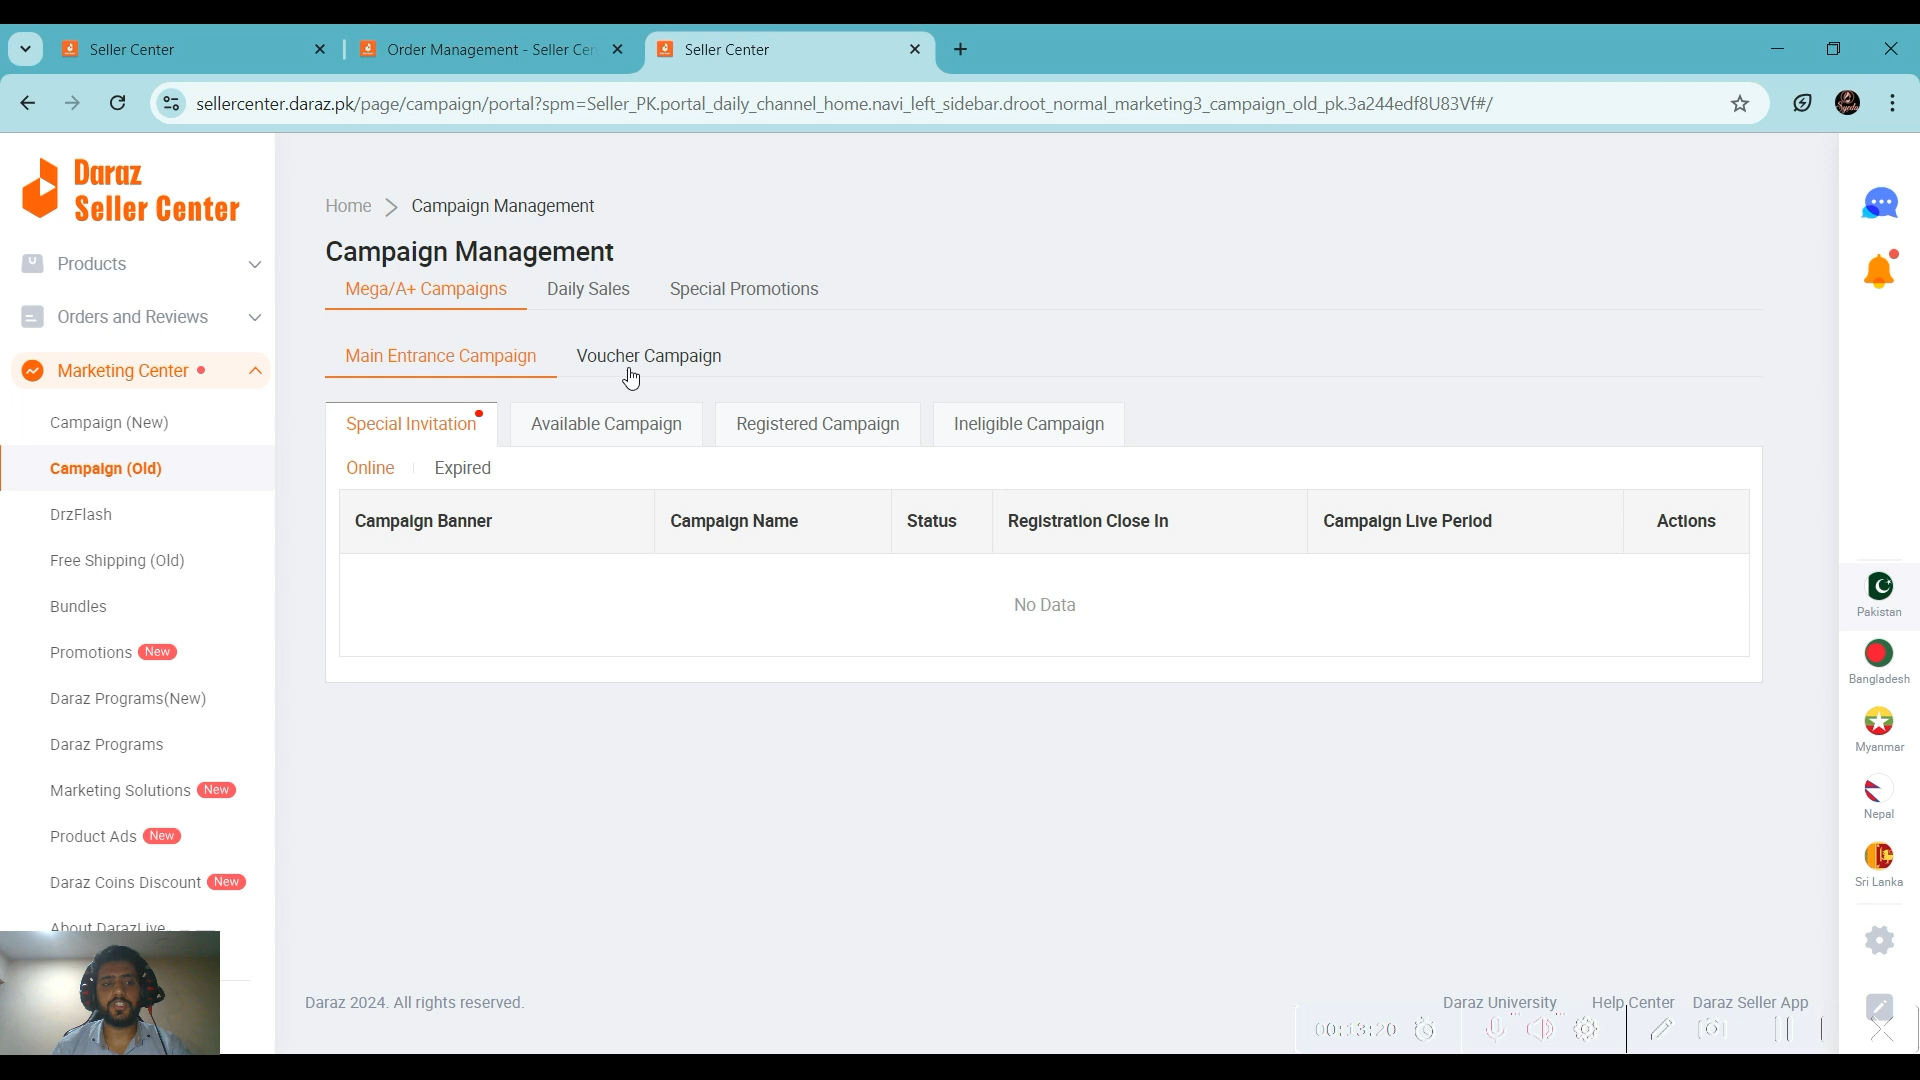 Seller Center
Order Management - Seller Cen
Seller Center
sellercenter.daraz.pk/page/campaign/portal?spm=Seller_PK.portal_daily_channel_home.navi_left_sidebar.droot_normal_marketing3_campaign_old_pk.3a244edf8U83Vf#/
Daraz
Seller Center
Products
Orders and Reviews
Marketing Center
Campaign (New)
Campaign (Old)
DrzFlash
Free Shipping (Old)
Bundles
Promotions New
Daraz Programs(New)
Daraz Programs
Marketing Solutions New
Product Ads New
Daraz Coins Discount New
About DarazLive
Home > Campaign Management
Campaign Management
Mega/A+ Campaigns Daily Sales Special Promotions
Main Entrance Campaign Voucher Campaign
Special Invitation Available Campaign Registered Campaign Ineligible Campaign
Online Expired
Campaign Banner Campaign Name Status Registration Close In Campaign Live Period Actions
No Data
Daraz 2024. All rights reserved.
Daraz University Help Center Daraz Seller App
00:13:20
Pakistan
Bangladesh
Myanmar
Nepal
Sri Lanka